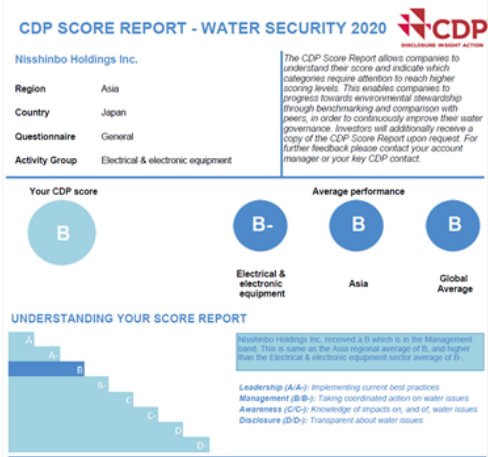 CDP SCORE REPORT - WATER SECURITY 2020
CDP
DISCLOSURE INSIGHT ACTION
Nisshinbo Holdings Inc.
Region Asia
Country Japan
Questionnaire General
Activity Group Electrical & electronic equipment
The CDP Score Report allows companies to
understand their score and indicate which
categories require attention to reach higher
scoring levels. This enables companies to
progress towards environmental stewardship
through benchmarking and comparison with
peers, in order to continuously improve their water
governance. Investors will additionally receive a
copy of the CDP Score Report upon request. For
further feedback please contact your account
manager or your key CDP contact.
Your CDP score
B
Average performance
B-
B
B
Electrical &
electronic
equipment
Asia
Global
Average
UNDERSTANDING YOUR SCORE REPORT
A
A-
B
B-
C
C-
D
D-
Nisshinbo Holdings Inc. received a B which is in the Management
band. This is same as the Asia regional average of B, and higher
than the Electrical & electronic equipment sector average of B-.
Leadership (A/A-): Implementing current best practices
Management (B/B-): Taking coordinated action on water issues
Awareness (C/C-): Knowledge of impacts on, and of, water issues
Disclosure (D/D-): Transparent about water issues